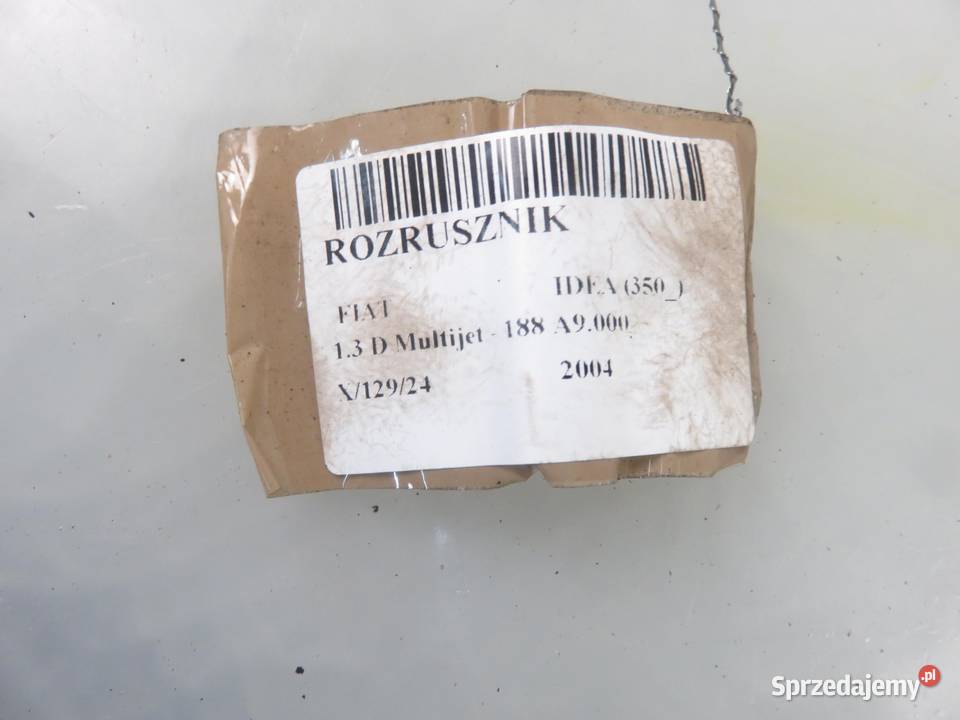 ROZRUSZNIK
FIAT IDEA (350_)
1.3 D Multijet - 188 A9.000
X/129/24 2004
Sprzedajemy.pl